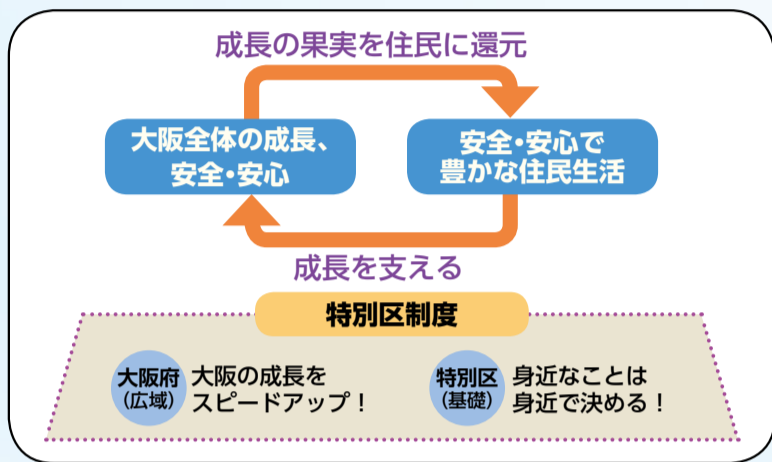 成長の果実を住民に還元
大阪全体の成長、
安全・安心
安全・安心で
豊かな住民生活
成長を支える
特別区制度
大阪府
(広域)
大阪の成長を
スピードアップ！
特別区
(基礎)
身近なことは
身近で決める！